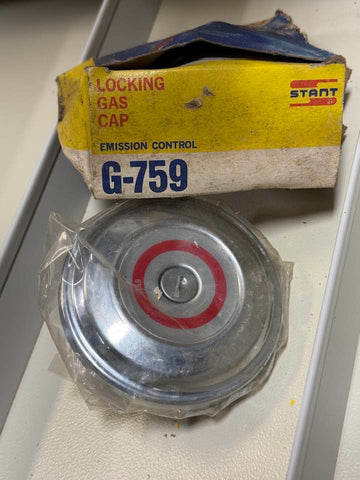 LOCKING
GAS
CAP
STANT
EMISSION CONTROL
G-759